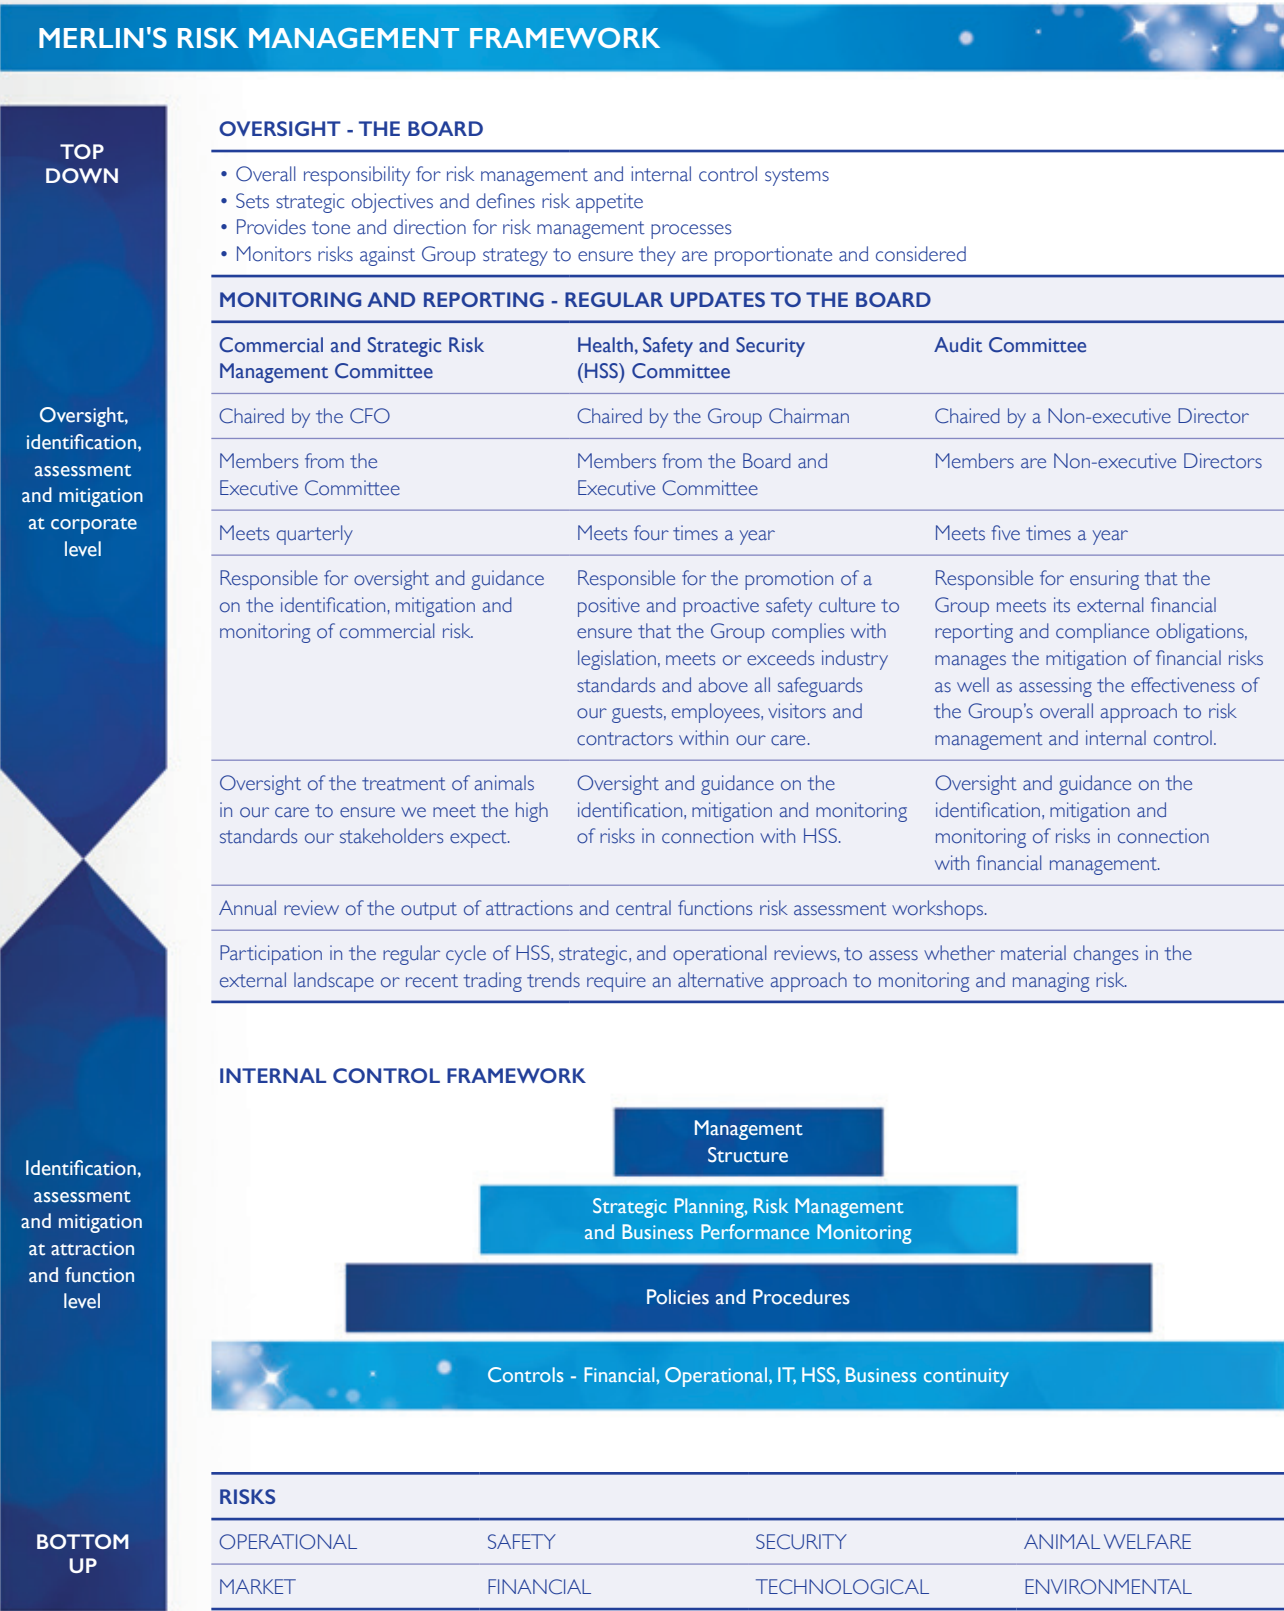 MERLIN'S RISK MANAGEMENT FRAMEWORK
TOP
DOWN
Oversight,
identification,
assessment
and mitigation
at corporate
level
Identification,
assessment
and mitigation
at attraction
and function
level
BOTTOM
UP
OVERSIGHT - THE BOARD
• Overall responsibility for risk management and internal control systems
• Sets strategic objectives and defines risk appetite
• Provides tone and direction for risk management processes
• Monitors risks against Group strategy to ensure they are proportionate and considered
MONITORING AND REPORTING - REGULAR UPDATES TO THE BOARD
Commercial and Strategic Risk
Management Committee
Health, Safety and Security
(HSS) Committee
Audit Committee
Chaired by the CFO
Chaired by the Group Chairman
Chaired by a Non-executive Director
Members from the
Executive Committee
Members from the Board and
Executive Committee
Members are Non-executive Directors
Meets quarterly
Meets four times a year
Meets five times a year
Responsible for oversight and guidance
on the identification, mitigation and
monitoring of commercial risk.
Responsible for the promotion of a
positive and proactive safety culture to
ensure that the Group complies with
legislation, meets or exceeds industry
standards and above all safeguards
our guests, employees, visitors and
contractors within our care.
Responsible for ensuring that the
Group meets its external financial
reporting and compliance obligations,
manages the mitigation of financial risks
as well as assessing the effectiveness of
the Group’s overall approach to risk
management and internal control.
Oversight of the treatment of animals
in our care to ensure we meet the high
standards our stakeholders expect.
Oversight and guidance on the
identification, mitigation and monitoring
of risks in connection with HSS.
Oversight and guidance on the
identification, mitigation and
monitoring of risks in connection
with financial management.
Annual review of the output of attractions and central functions risk assessment workshops.
Participation in the regular cycle of HSS, strategic, and operational reviews, to assess whether material changes in the
external landscape or recent trading trends require an alternative approach to monitoring and managing risk.
INTERNAL CONTROL FRAMEWORK
Management
Structure
Strategic Planning, Risk Management
and Business Performance Monitoring
Policies and Procedures
Controls - Financial, Operational, IT, HSS, Business continuity
RISKS
OPERATIONAL
SAFETY
SECURITY
ANIMAL WELFARE
MARKET
FINANCIAL
TECHNOLOGICAL
ENVIRONMENTAL